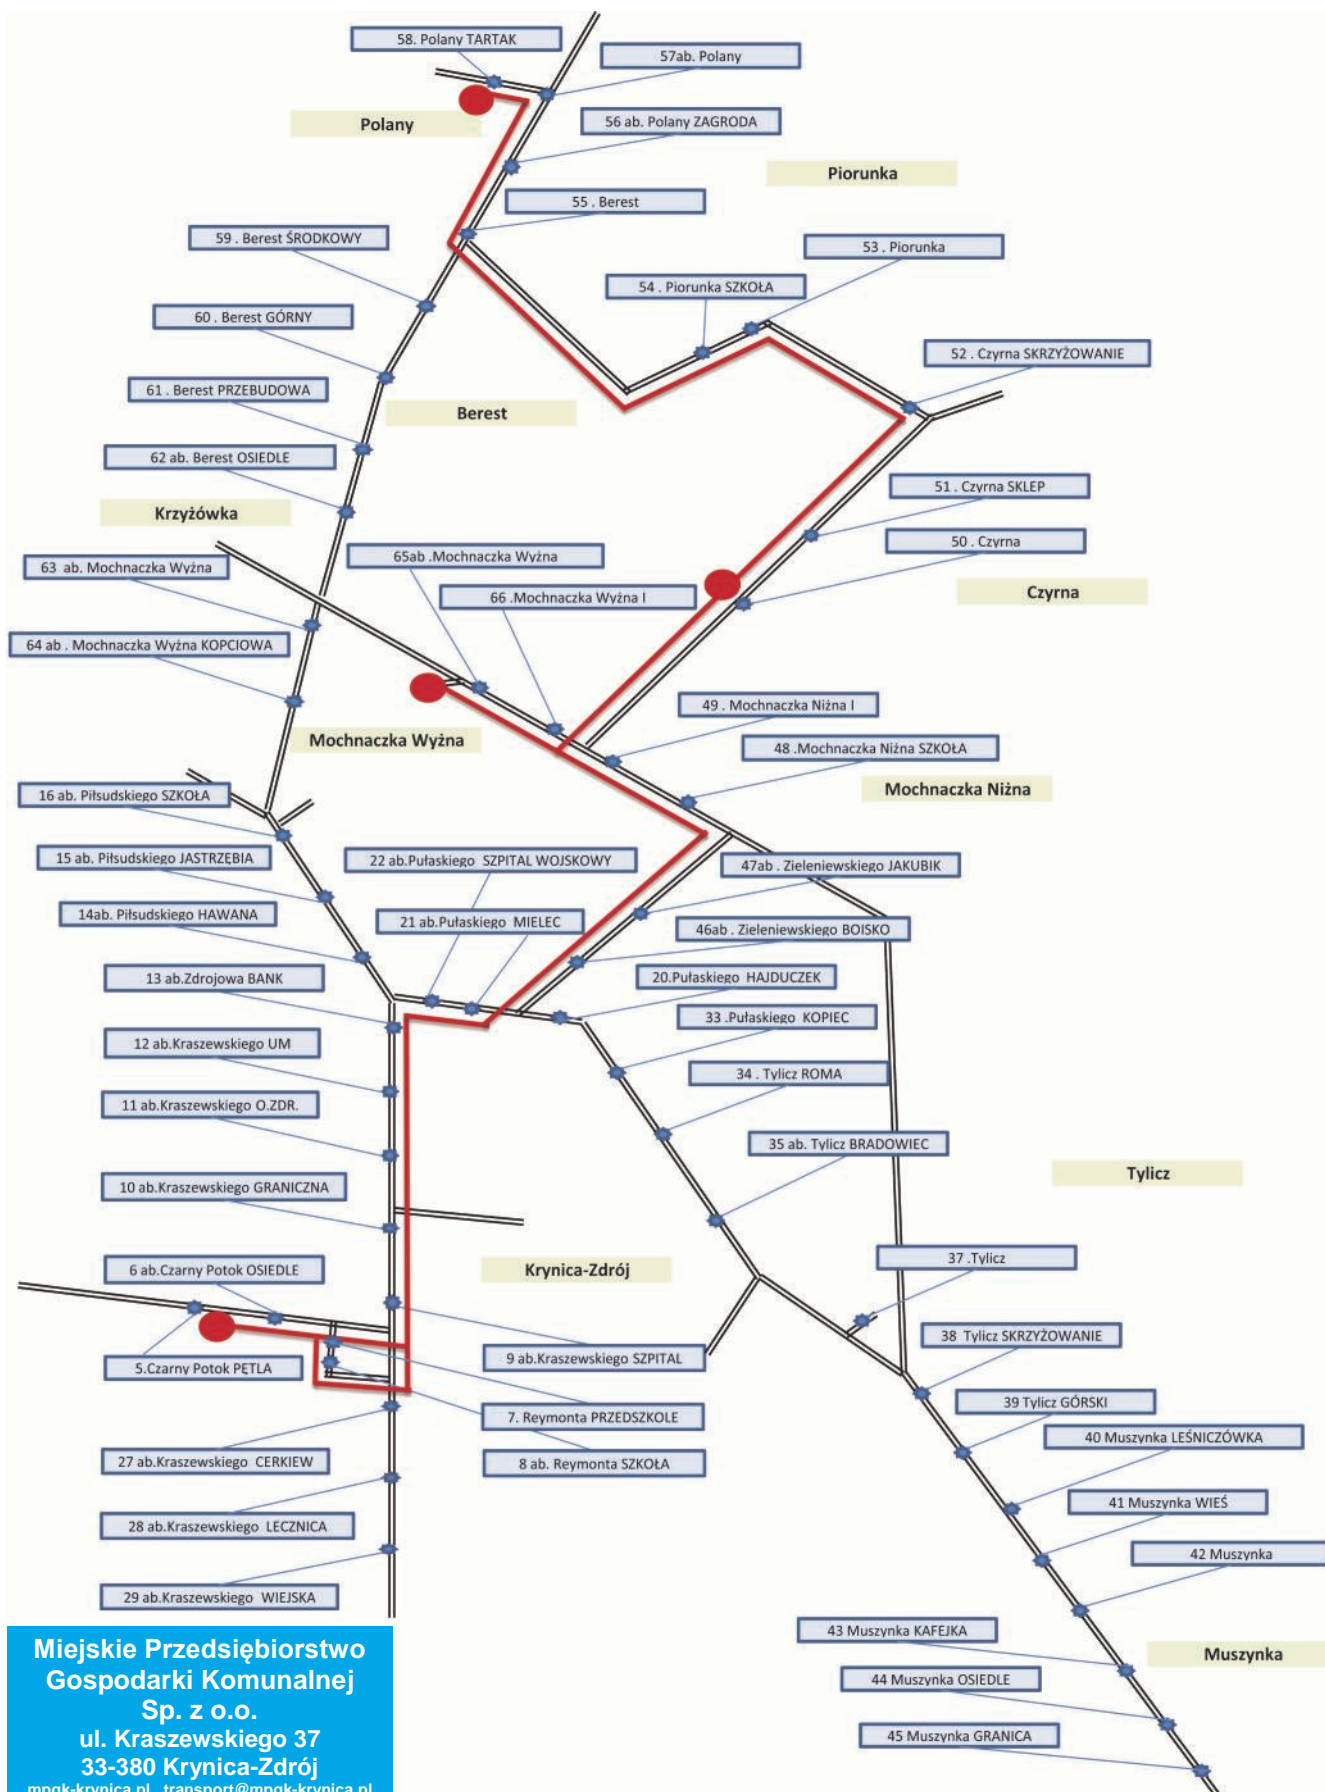 58. Polany TARTAK
57ab. Polany
56 ab. Polany ZAGRODA
Polany
Piorunka
55 . Berest
59 . Berest ŚRODKOWY
53 . Piorunka
54 . Piorunka SZKOŁA
60 . Berest GÓRNY
52 . Czyrna SKRZYŻOWANIE
61 . Berest PRZEBUDOWA
Berest
62 ab. Berest OSIEDLE
51 . Czyrna SKLEP
Krzyżówka
50 . Czyrna
65ab .Mochnaczka Wyżna
63 ab. Mochnaczka Wyżna
66 .Mochnaczka Wyżna I
Czyrna
64 ab . Mochnaczka Wyżna KOPCIOWA
49 . Mochnaczka Niżna I
Mochnaczka Wyżna
48 .Mochnaczka Niżna SZKOŁA
Mochnaczka Niżna
16 ab. Piłsudskiego SZKOŁA
15 ab. Piłsudskiego JASTRZĘBIA
22 ab.Pułaskiego SZPITAL WOJSKOWY
47ab . Zieleniewskiego JAKUBIK
14ab. Piłsudskiego HAWANA
21 ab.Pułaskiego MIELEC
46ab . Zieleniewskiego BOISKO
13 ab.Zdrojowa BANK
20.Pułaskiego HAJDUCZEK
33 .Pułaskiego KOPIEC
12 ab.Kraszewskiego UM
34 . Tylicz ROMA
11 ab.Kraszewskiego O.ZDR.
35 ab. Tylicz BRADOWIEC
Tylicz
10 ab.Kraszewskiego GRANICZNA
37 .Tylicz
6 ab.Czarny Potok OSIEDLE
Krynica-Zdrój
38 Tylicz SKRZYŻOWANIE
9 ab.Kraszewskiego SZPITAL
5.Czarny Potok PĘTLA
39 Tylicz GÓRSKI
7. Reymonta PRZEDSZKOLE
40 Muszynka LEŚNICZÓWKA
27 ab.Kraszewskiego CERKIEW
8 ab. Reymonta SZKOŁA
41 Muszynka WIEŚ
28 ab.Kraszewskiego LECZNICA
42 Muszynka
29 ab.Kraszewskiego WIEJSKA
43 Muszynka KAFEJKA
Muszynka
44 Muszynka OSIEDLE
45 Muszynka GRANICA
Miejskie Przedsiębiorstwo
Gospodarki Komunalnej
Sp. z o.o.
ul. Kraszewskiego 37
33-380 Krynica-Zdrój
mpgk-krynica.pl transport@mpgk-krynica.pl